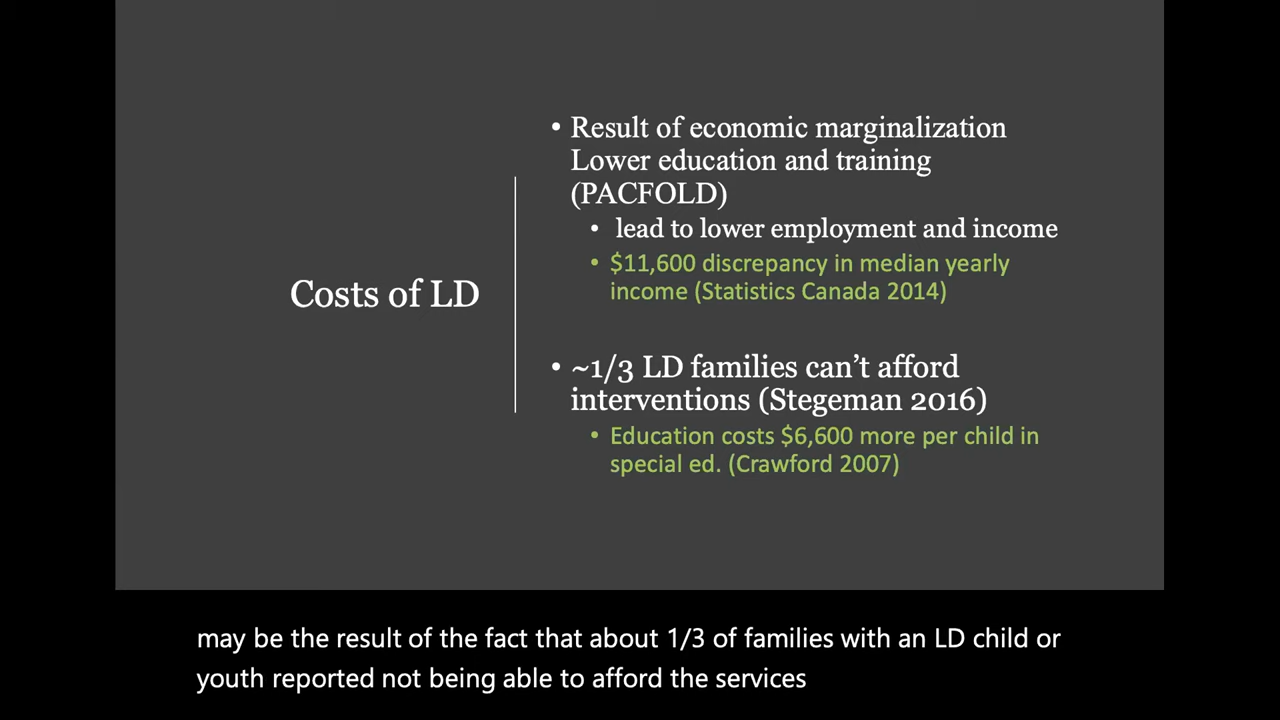 Costs of LD
• Result of economic marginalization
Lower education and training
(PACFOLD)
• lead to lower employment and income
• $11,600 discrepancy in median yearly
income (Statistics Canada 2014)
• ~1/3 LD families can’t afford
interventions (Stegeman 2016)
• Education costs $6,600 more per child in
special ed. (Crawford 2007)
may be the result of the fact that about 1/3 of families with an LD child or
youth reported not being able to afford the services